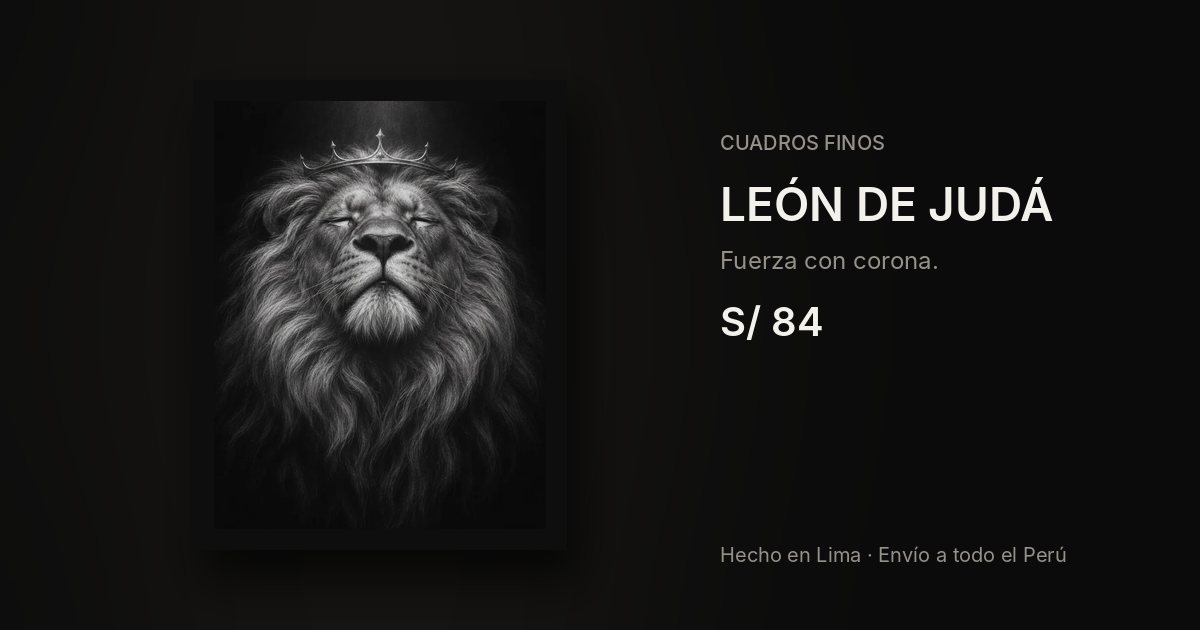 CUADROS FINOS
LEÓN DE JUDÁ
Fuerza con corona.
S/ 84
Hecho en Lima · Envío a todo el Perú